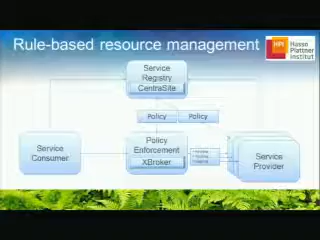 Rule-based resource management
HPI
Hasso
Plattner
Institut
Service
Registry
CentraSite
Policy
Policy
Service
Consumer
Policy
Enforcement
XBroker
Service
Provider